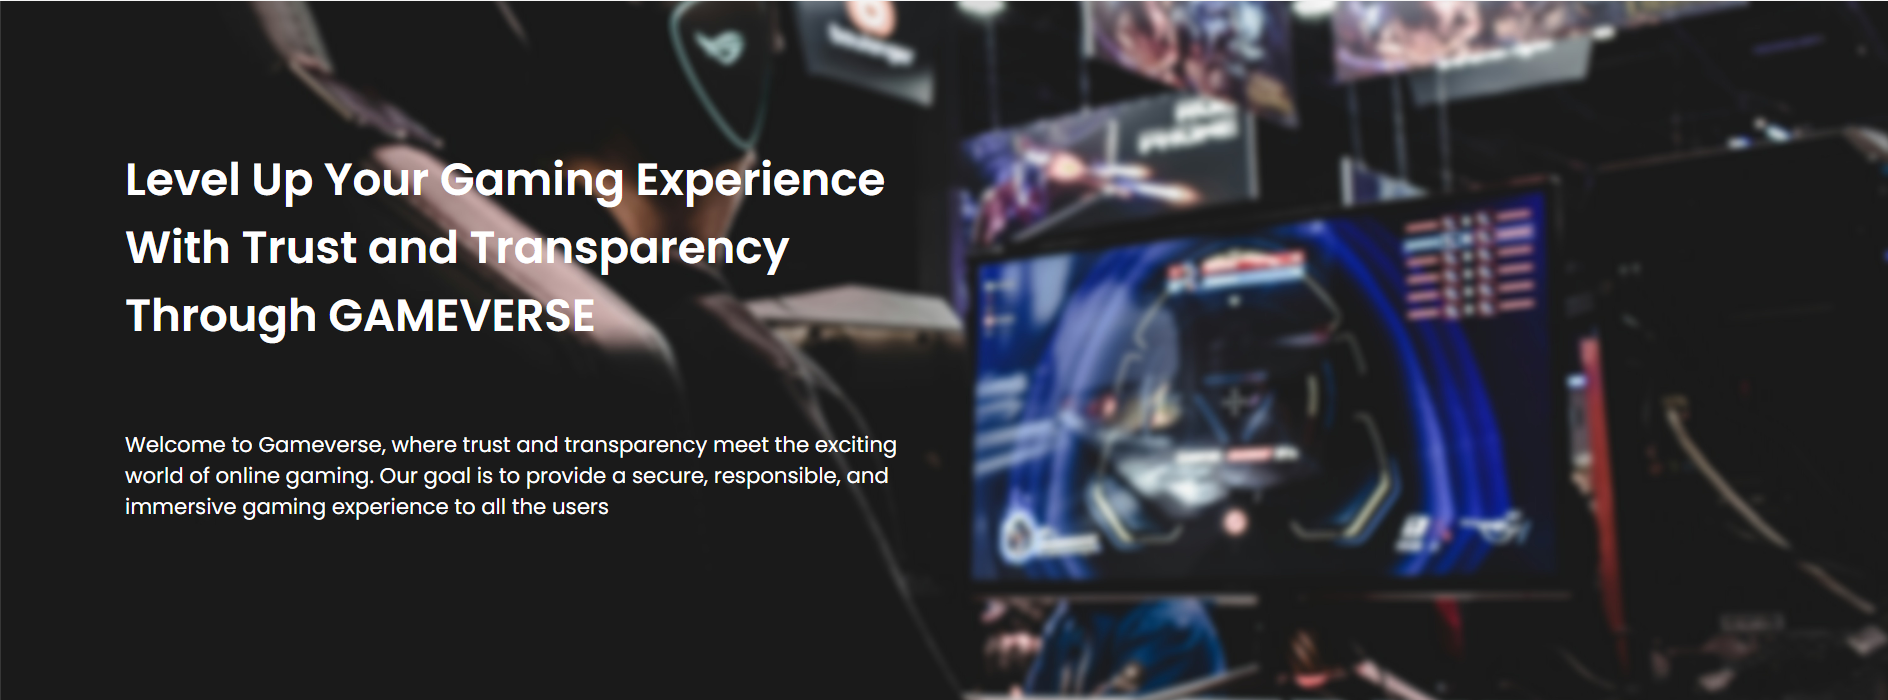 Level Up Your Gaming Experience
With Trust and Transparency
Through GAMEVERSE
Welcome to Gameverse, where trust and transparency meet the exciting
world of online gaming. Our goal is to provide a secure, responsible, and
immersive gaming experience to all the users